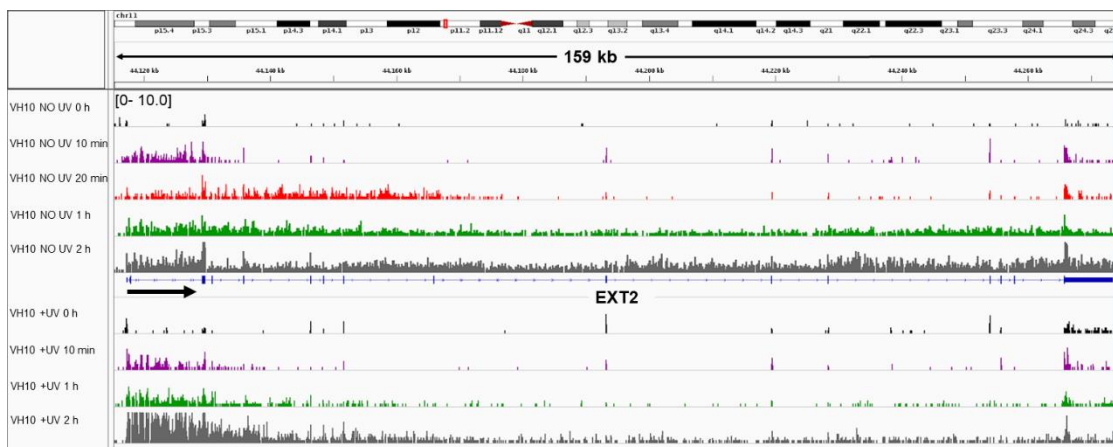 chr11
p15.4 p15.3 p15.1 p14.3 p14.1 p13 p12 p11.2 p11.12 q11 q12.1 q12.3 q13.2 q13.4 q14.1 q14.2 q14.3 q21 q22.1 q22.3 q23.1 q23.3 q24.1 q24.3
159 kb
44.120 kb 44.140 kb 44.160 kb 44.180 kb 44.200 kb 44.220 kb 44.240 kb 44.260 kb
[0- 10.0]
VH10 NO UV 0 h
VH10 NO UV 10 min
VH10 NO UV 20 min
VH10 NO UV 1 h
VH10 NO UV 2 h
EXT2
VH10 +UV 0 h
VH10 +UV 10 min
VH10 +UV 1 h
VH10 +UV 2 h